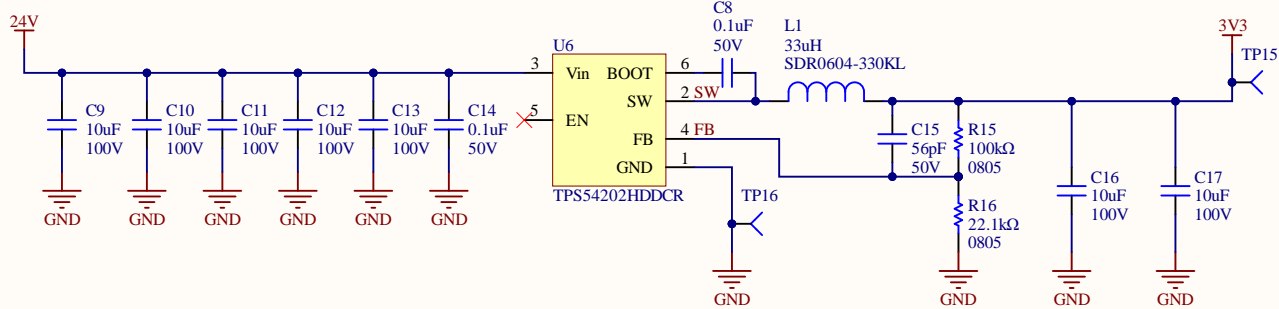 24V
C9
10uF
100V
GND
C10
10uF
100V
GND
C11
10uF
100V
GND
C12
10uF
100V
GND
C13
10uF
100V
GND
C14
0.1uF
50V
GND
U6
3 Vin
5 EN
BOOT 6
SW 2 SW
FB 4 FB
GND 1
TPS54202HDDCR
C8
0.1uF
50V
L1
33uH
SDR0604-330KL
TP16
GND
C15
56pF
50V
R15
100kΩ
0805
R16
22.1kΩ
0805
GND
C16
10uF
100V
GND
C17
10uF
100V
GND
3V3
TP15